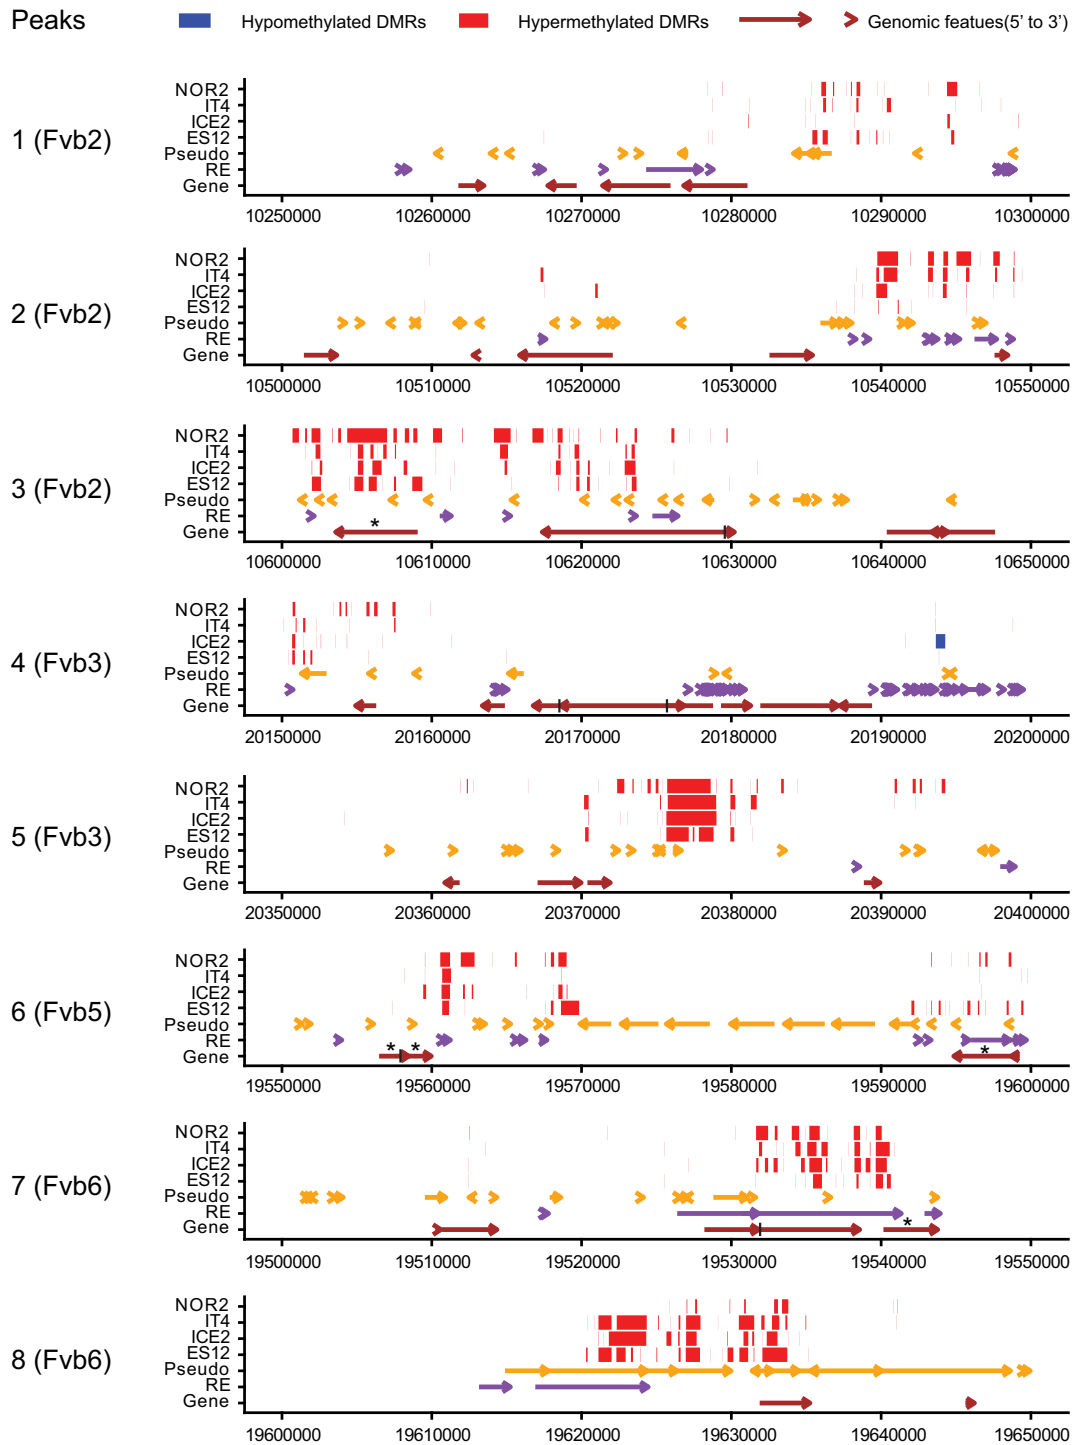 Peaks Hypomethylated DMRs Hypermethylated DMRs Genomic featues(5' to 3')
1 (Fvb2)
NOR2
IT4
ICE2
ES12
Pseudo
RE
Gene
10250000 10260000 10270000 10280000 10290000 10300000
2 (Fvb2)
NOR2
IT4
ICE2
ES12
Pseudo
RE
Gene
10500000 10510000 10520000 10530000 10540000 10550000
3 (Fvb2)
NOR2
IT4
ICE2
ES12
Pseudo
RE
*
Gene
10600000 10610000 10620000 10630000 10640000 10650000
4 (Fvb3)
NOR2
IT4
ICE2
ES12
Pseudo
RE
Gene
20150000 20160000 20170000 20180000 20190000 20200000
5 (Fvb3)
NOR2
IT4
ICE2
ES12
Pseudo
RE
Gene
20350000 20360000 20370000 20380000 20390000 20400000
6 (Fvb5)
NOR2
IT4
ICE2
ES12
Pseudo
RE
* * *
Gene
19550000 19560000 19570000 19580000 19590000 19600000
7 (Fvb6)
NOR2
IT4
ICE2
ES12
Pseudo
RE
*
Gene
19500000 19510000 19520000 19530000 19540000 19550000
8 (Fvb6)
NOR2
IT4
ICE2
ES12
Pseudo
RE
Gene
19600000 19610000 19620000 19630000 19640000 19650000